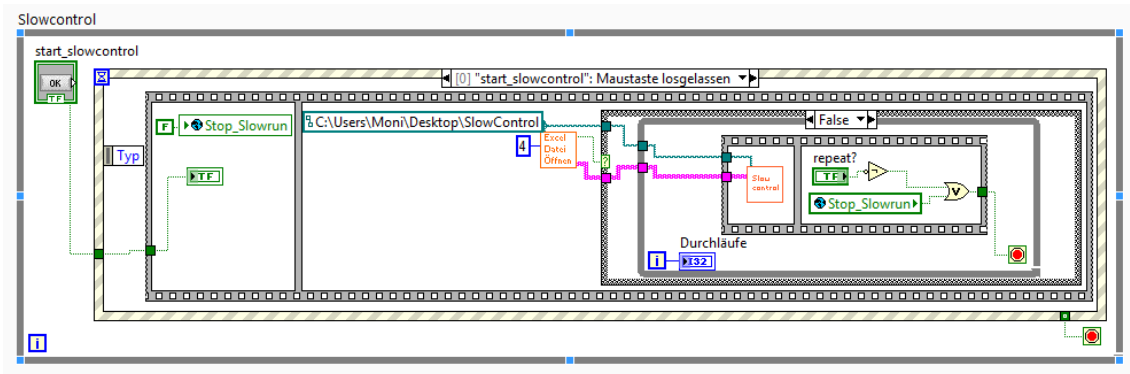 Slowcontrol
start_slowcontrol
OK
TF
[0] "start_slowcontrol": Maustaste losgelassen
F
Stop_Slowrun
C:\Users\Moni\Desktop\SlowControl
False
4
Excel
Datei
Öffnen
?
Typ
TF
Slow
control
repeat?
TF
V
Stop_Slowrun
Durchläufe
i
I32
i